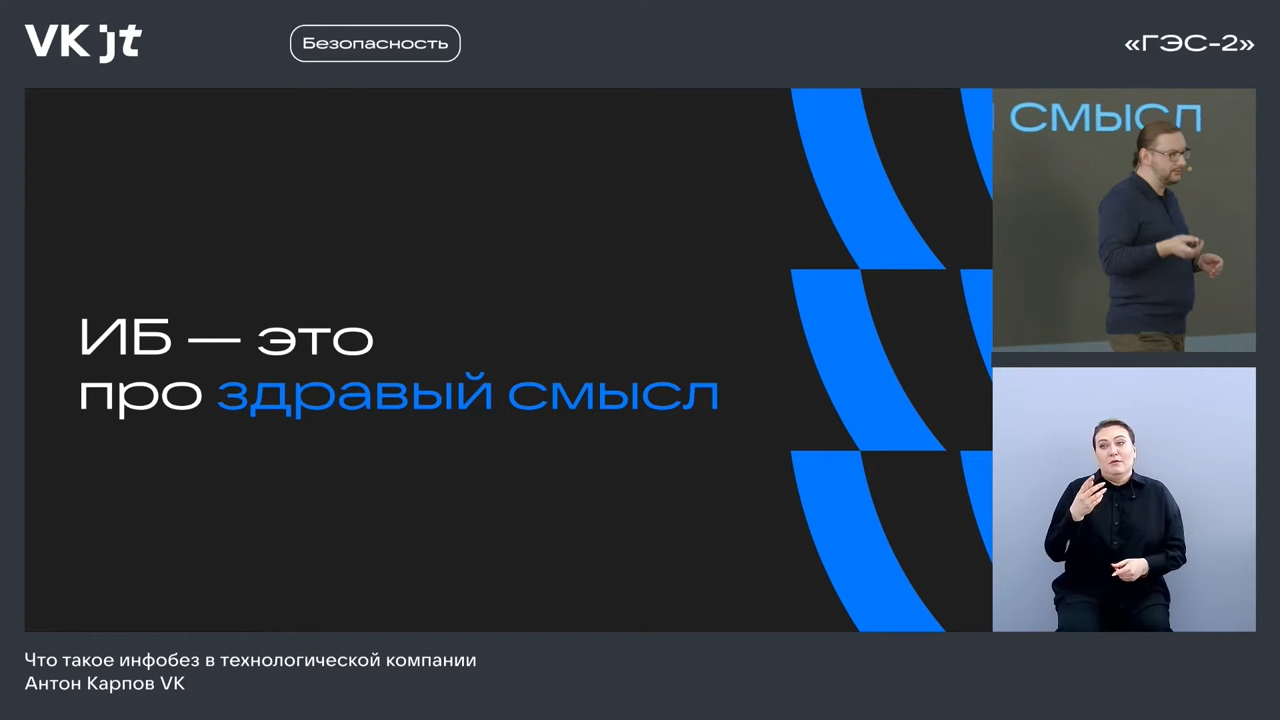 VK jt
Безопасность
«ГЭС-2»
СМЫСЛ
ИБ — это
про здравый смысл
Что такое инфобез в технологической компании
Антон Карпов VK